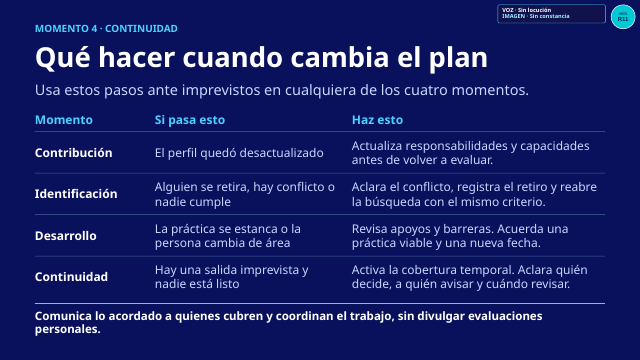 VOZ · Sin locución
IMAGEN · Sin constancia
R11
MOMENTO 4 · CONTINUIDAD
Qué hacer cuando cambia el plan
Usa estos pasos ante imprevistos en cualquiera de los cuatro momentos.
Momento Si pasa esto Haz esto
Contribución El perfil quedó desactualizado Actualiza responsabilidades y capacidades
antes de volver a evaluar.
Identificación Alguien se retira, hay conflicto o Aclara el conflicto, registra el retiro y reabre
nadie cumple la búsqueda con el mismo criterio.
Desarrollo La práctica se estanca o la Revisa apoyos y barreras. Acuerda una
persona cambia de área práctica viable y una nueva fecha.
Continuidad Hay una salida imprevista y Activa la cobertura temporal. Aclara quién
nadie está listo decide, a quién avisar y cuándo revisar.
Comunica lo acordado a quienes cubren y coordinan el trabajo, sin divulgar evaluaciones
personales.